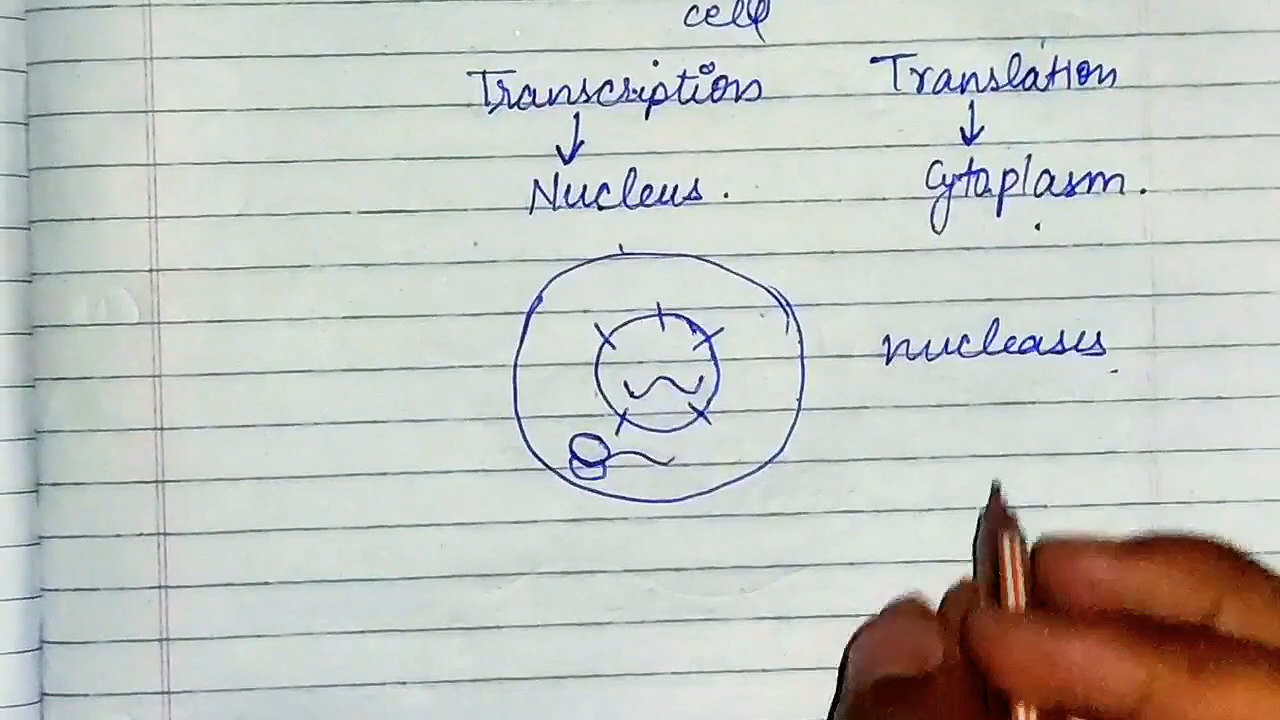 cell
Transcription Translation
Nucleus. Cytoplasm.
nucleases